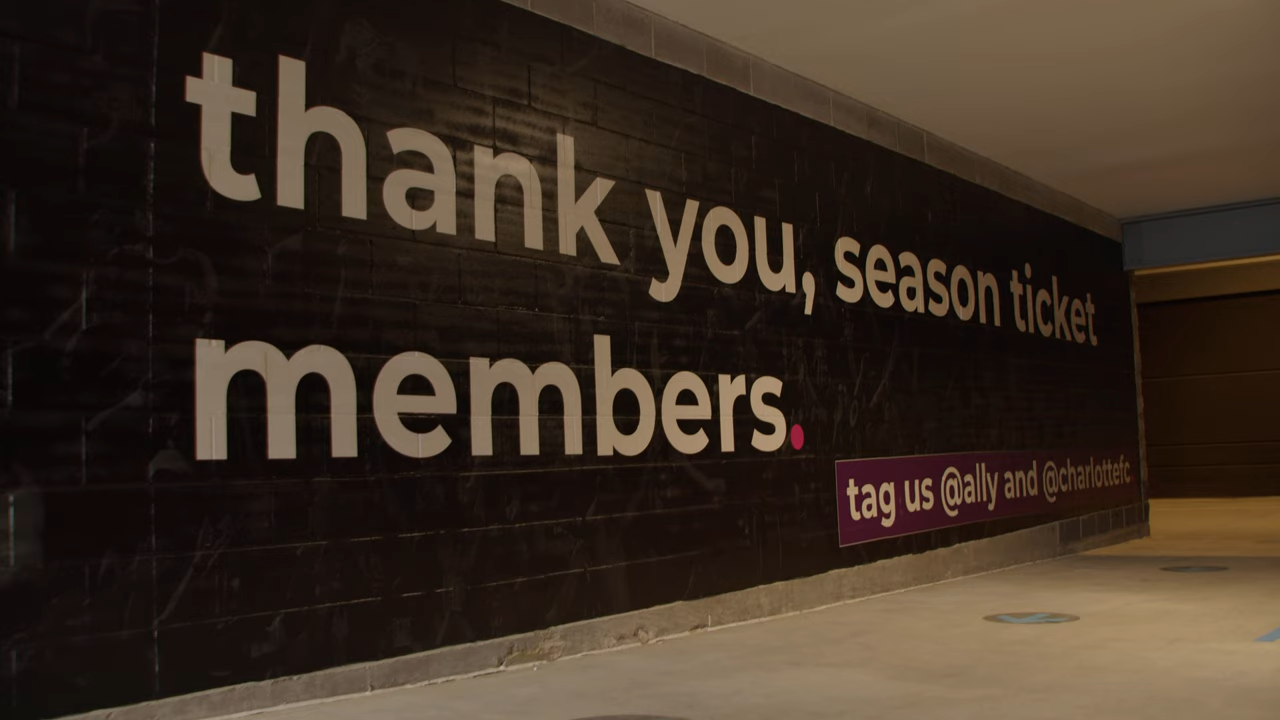 thank you, season ticket
members.
tag us @ally and @charlottefc